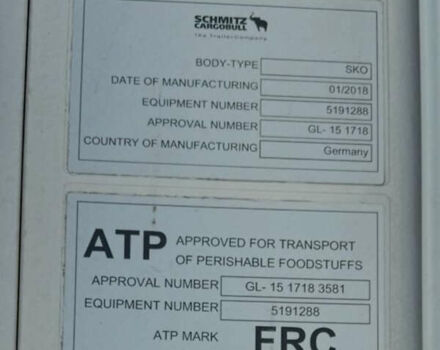 SCHMITZ
CARGOBULL
The Trailer Company.
BODY-TYPE SKO
DATE OF MANUFACTURING 01/2018
EQUIPMENT NUMBER 5191288
APPROVAL NUMBER GL- 15 1718
COUNTRY OF MANUFACTURING Germany
ATP APPROVED FOR TRANSPORT
OF PERISHABLE FOODSTUFFS
APPROVAL NUMBER GL- 15 1718 3581
EQUIPMENT NUMBER 5191288
ATP MARK FRC